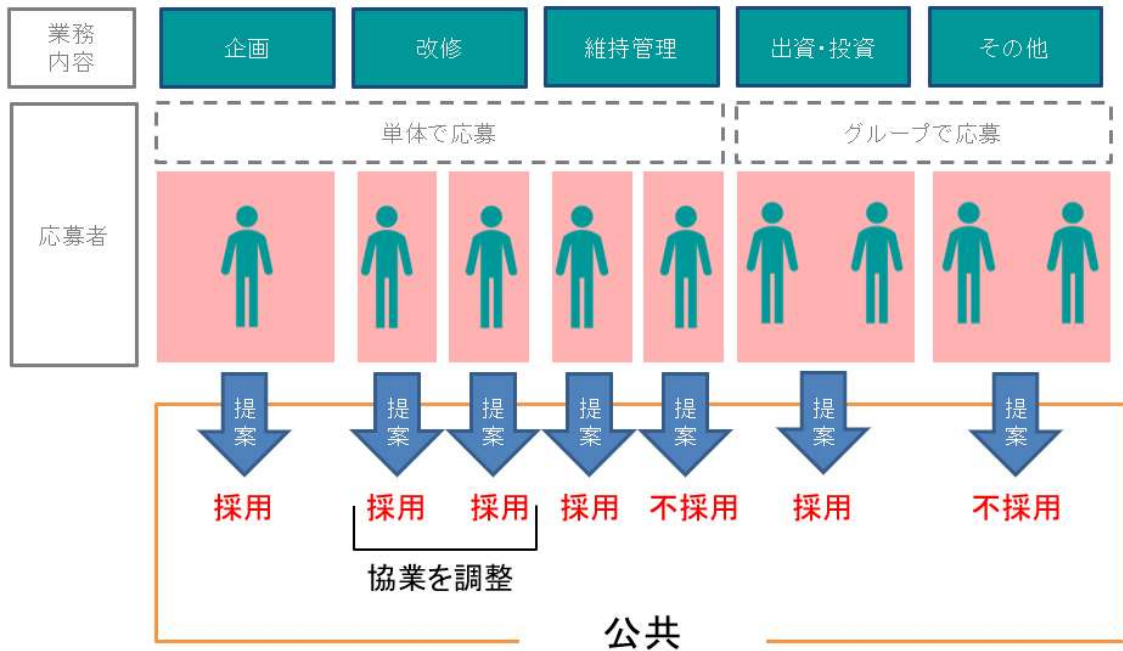 業務
内容
企画
改修
維持管理
出資・投資
その他
単体で応募
グループで応募
応募者
提案
提案
提案
提案
提案
提案
提案
採用
採用
採用
採用
不採用
採用
不採用
協業を調整
公共